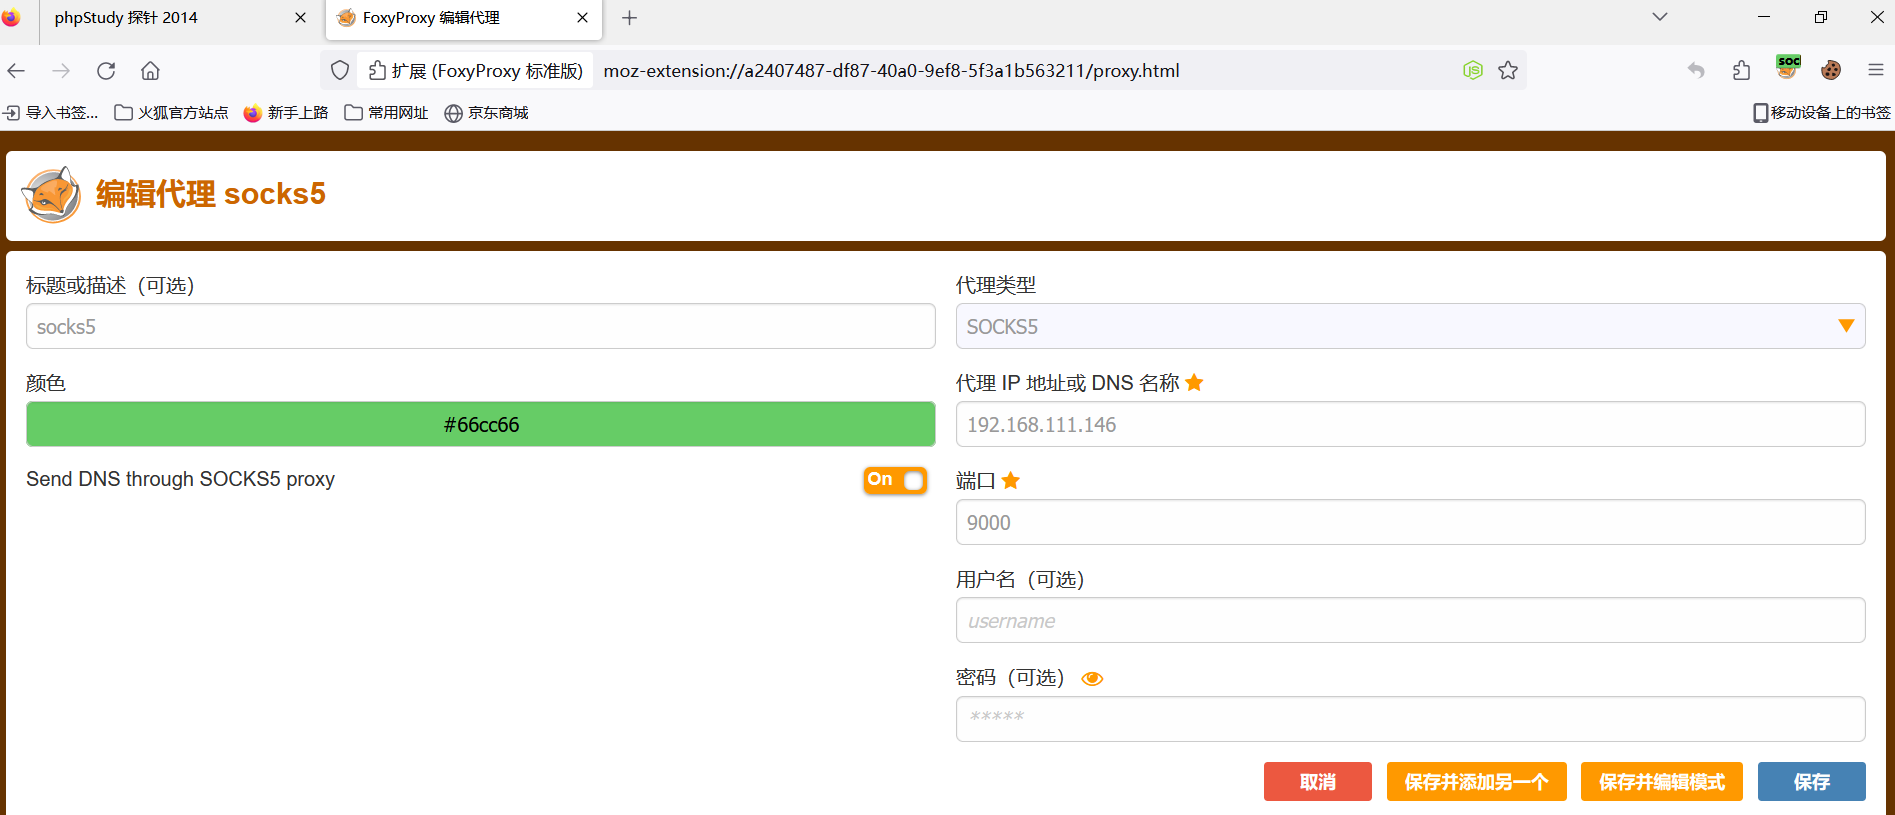 phpStudy 探针 2014
FoxyProxy 编辑代理
扩展 (FoxyProxy 标准版)
moz-extension://a2407487-df87-40a0-9ef8-5f3a1b563211/proxy.html
JS
SOC
导入书签...
火狐官方站点
新手上路
常用网址
京东商城
移动设备上的书签
编辑代理 socks5
标题或描述（可选）
socks5
代理类型
SOCKS5
颜色
#66cc66
代理 IP 地址或 DNS 名称
192.168.111.146
Send DNS through SOCKS5 proxy
On
端口
9000
用户名（可选）
username
密码（可选）
*****
取消
保存并添加另一个
保存并编辑模式
保存